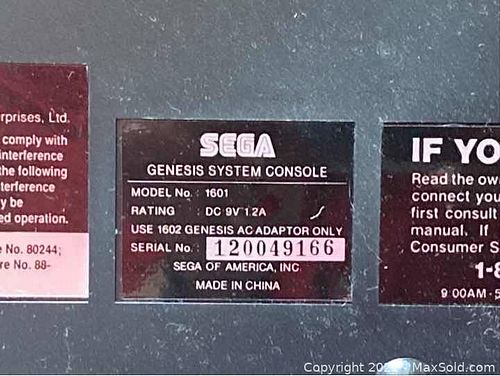 rprises, Ltd.
comply with
interference
the following
terference
y be
ed operation.
e No. 80244;
re No. 88-
SEGA
GENESIS SYSTEM CONSOLE
MODEL No. : 1601
RATING : DC 9V 1.2A
USE 1602 GENESIS AC ADAPTOR ONLY
SERIAL No. 120049166
SEGA OF AMERICA, INC.
MADE IN CHINA
IF YO
Read the ow
connect you
first consult
manual. If
Consumer S
1-8
9:00AM-5
Copyright MaxSold.com